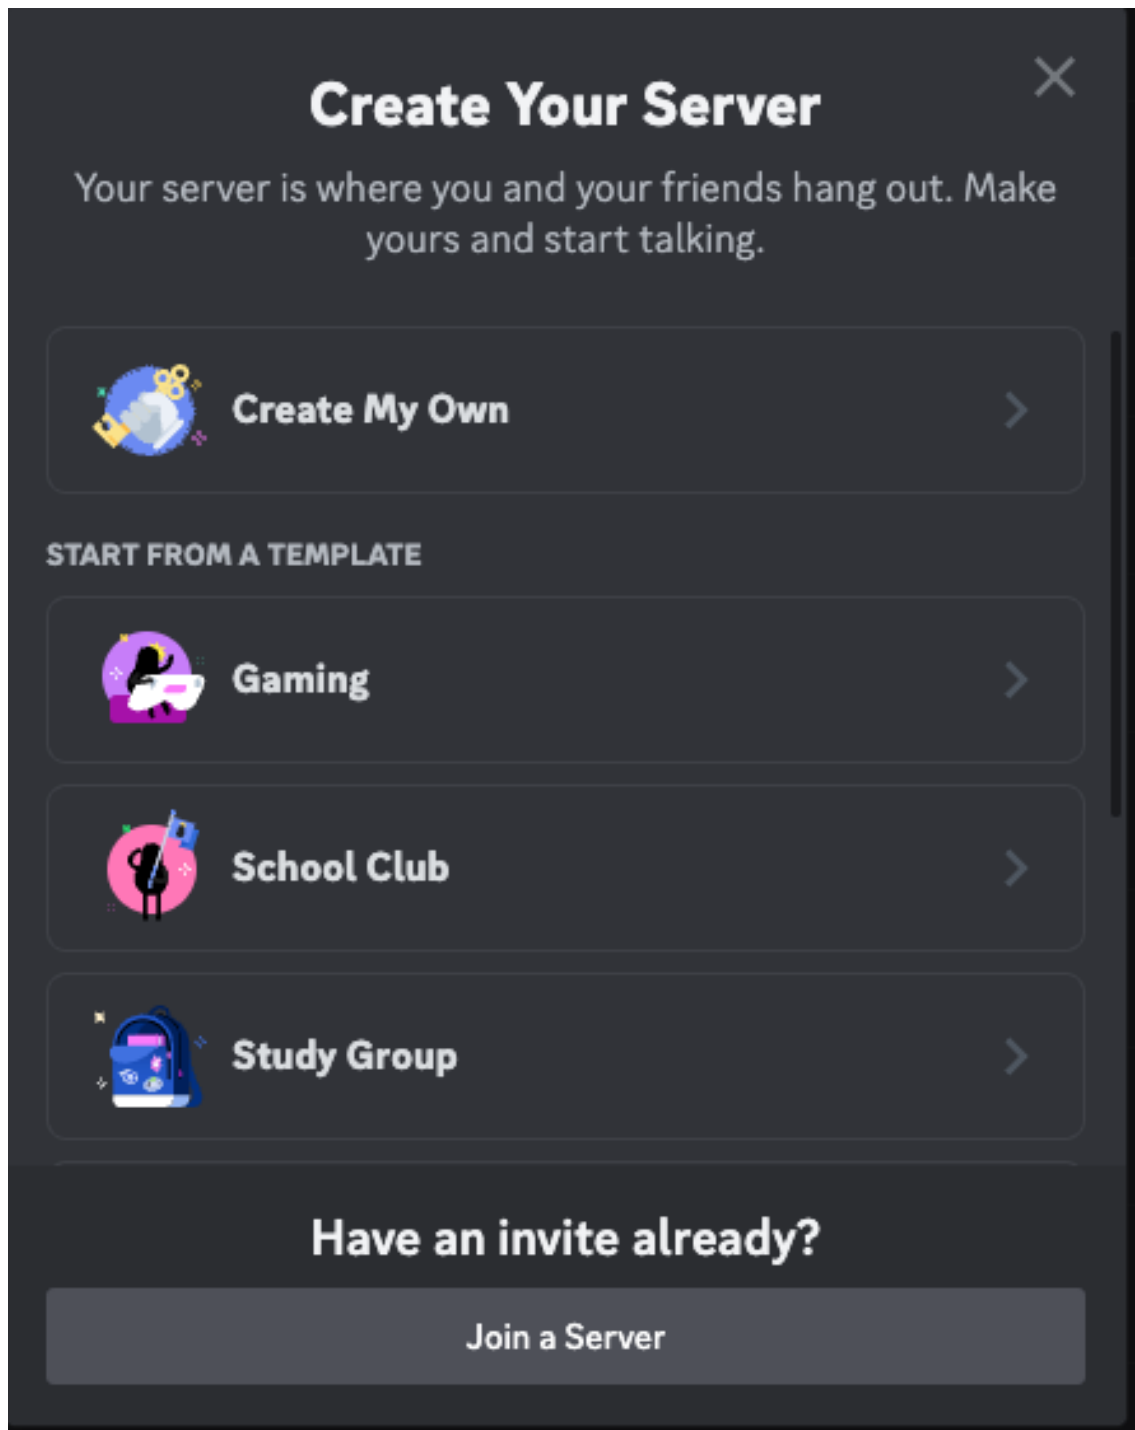 Create Your Server
Your server is where you and your friends hang out. Make
yours and start talking.
Create My Own
START FROM A TEMPLATE
Gaming
School Club
Study Group
Have an invite already?
Join a Server